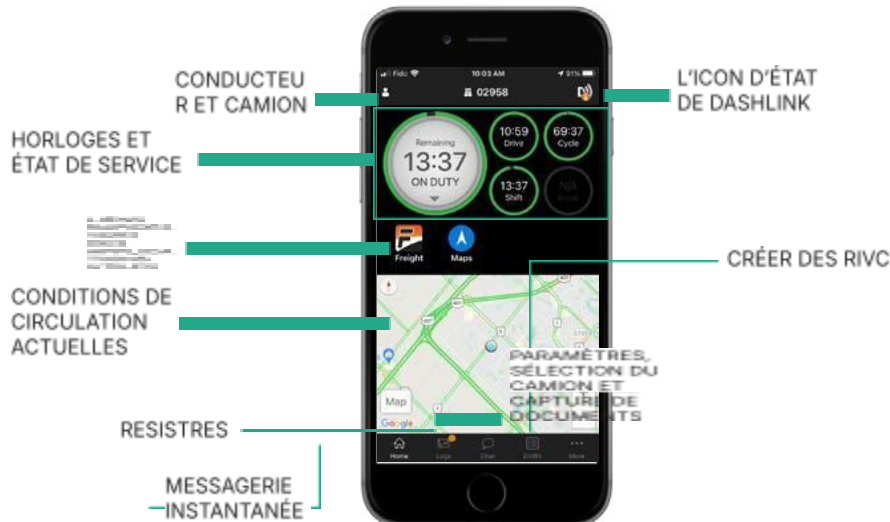 CONDUCTEU
R ET CAMION
L'ICON D'ÉTAT
DE DASHLINK
HORLOGES ET
ÉTAT DE SERVICE
Fido
10:03 AM
91%
02958
Remaining
13:37
ON DUTY
10:59
Drive
69:37
Cycle
13:37
Shift
N/A
Freight
Maps
CRÉER DES RIVC
CONDITIONS DE
CIRCULATION
ACTUELLES
PARAMÈTRES,
SÉLECTION DU
CAMION ET
CAPTURE DE
DOCUMENTS
Map
Google
RESISTRES
Home
Logs
Chat
DVIRs
More
MESSAGERIE
INSTANTANÉE